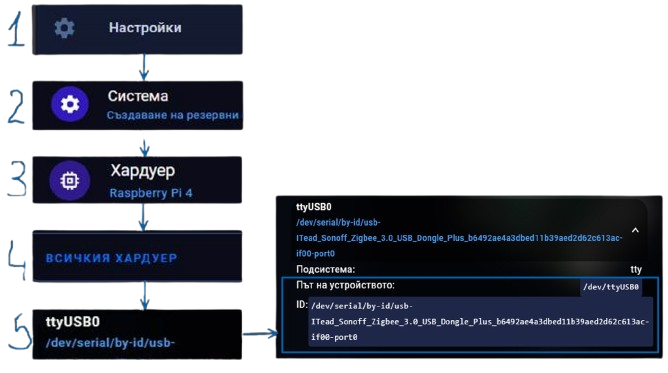 1 Настройки
2 Система
Създаване на резервни
3 Хардуер
Raspberry Pi 4
4 ВСИЧКИЯ ХАРДУЕР
5 ttyUSB0
/dev/serial/by-id/usb-
ttyUSB0
/dev/serial/by-id/usb-
ITead_Sonoff_Zigbee_3.0_USB_Dongle_Plus_b6492ae4a3dbed11b39aed2d62c613ac-
if00-port0
Подсистема: tty
Път на устройството: /dev/ttyUSB0
ID: /dev/serial/by-id/usb-
ITead_Sonoff_Zigbee_3.0_USB_Dongle_Plus_b6492ae4a3dbed11b39aed2d62c613ac-
if00-port0